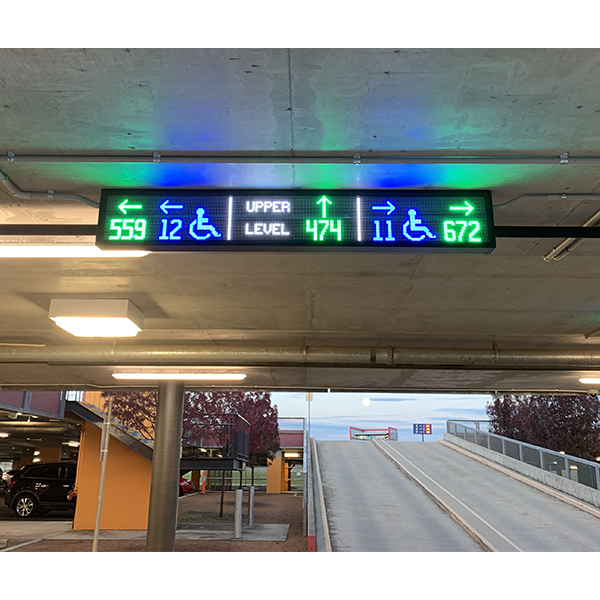 ← ← UPPER ↑ → →
559 12 ♿ LEVEL 474 11 ♿ 672